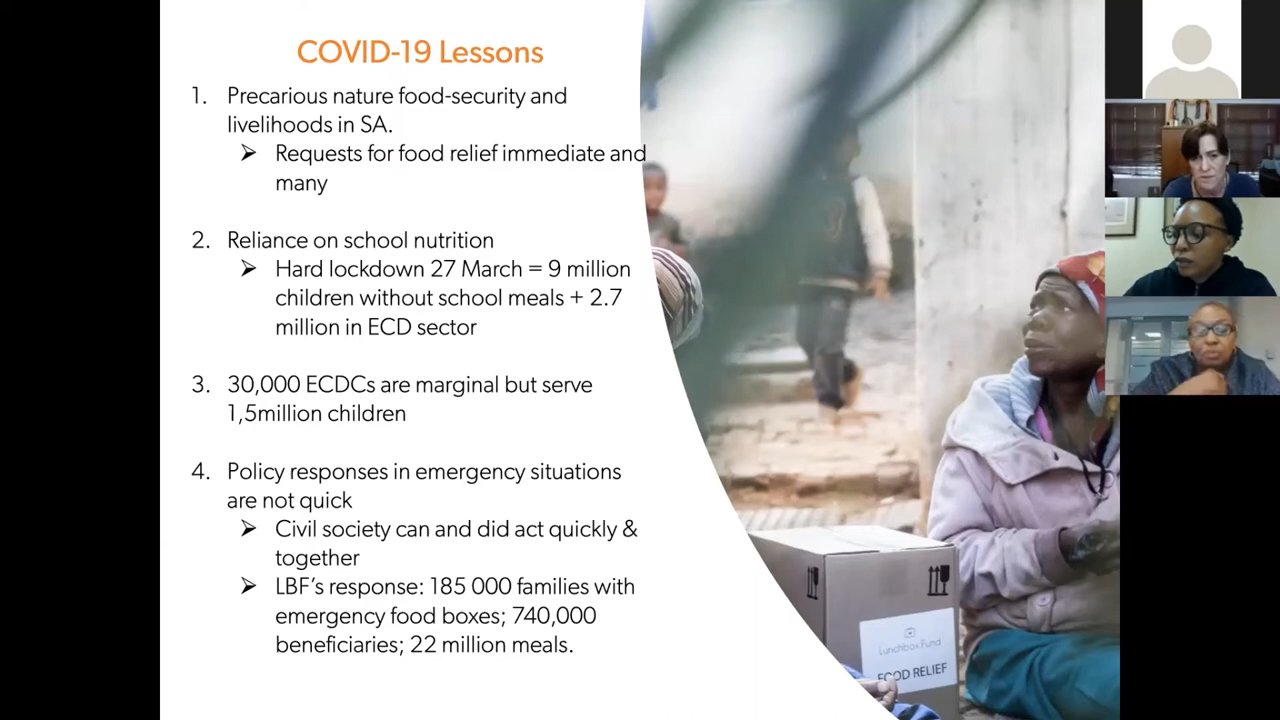 COVID-19 Lessons
1. Precarious nature food-security and
livelihoods in SA.
➤ Requests for food relief immediate and
many
2. Reliance on school nutrition
➤ Hard lockdown 27 March = 9 million
children without school meals + 2.7
million in ECD sector
3. 30,000 ECDCs are marginal but serve
1,5million children
4. Policy responses in emergency situations
are not quick
➤ Civil society can and did act quickly &
together
➤ LBF's response: 185 000 families with
emergency food boxes; 740,000
beneficiaries; 22 million meals.
Lunchbox Fund
FOOD RELIEF